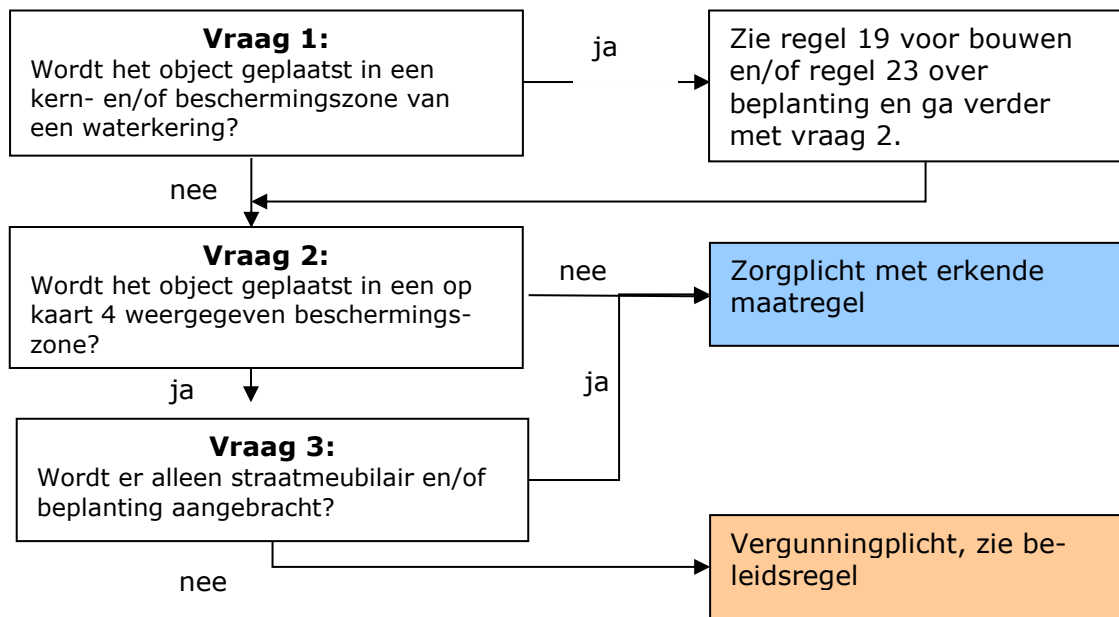 Vraag 1:
Wordt het object geplaatst in een
kern- en/of beschermingszone van
een waterkering?
ja
Zie regel 19 voor bouwen
en/of regel 23 over
beplanting en ga verder
met vraag 2.
nee
Vraag 2:
Wordt het object geplaatst in een op
kaart 4 weergegeven beschermings-
zone?
nee
Zorgplicht met erkende
maatregel
ja
ja
Vraag 3:
Wordt er alleen straatmeubilair en/of
beplanting aangebracht?
nee
Vergunningplicht, zie be-
leidsregel